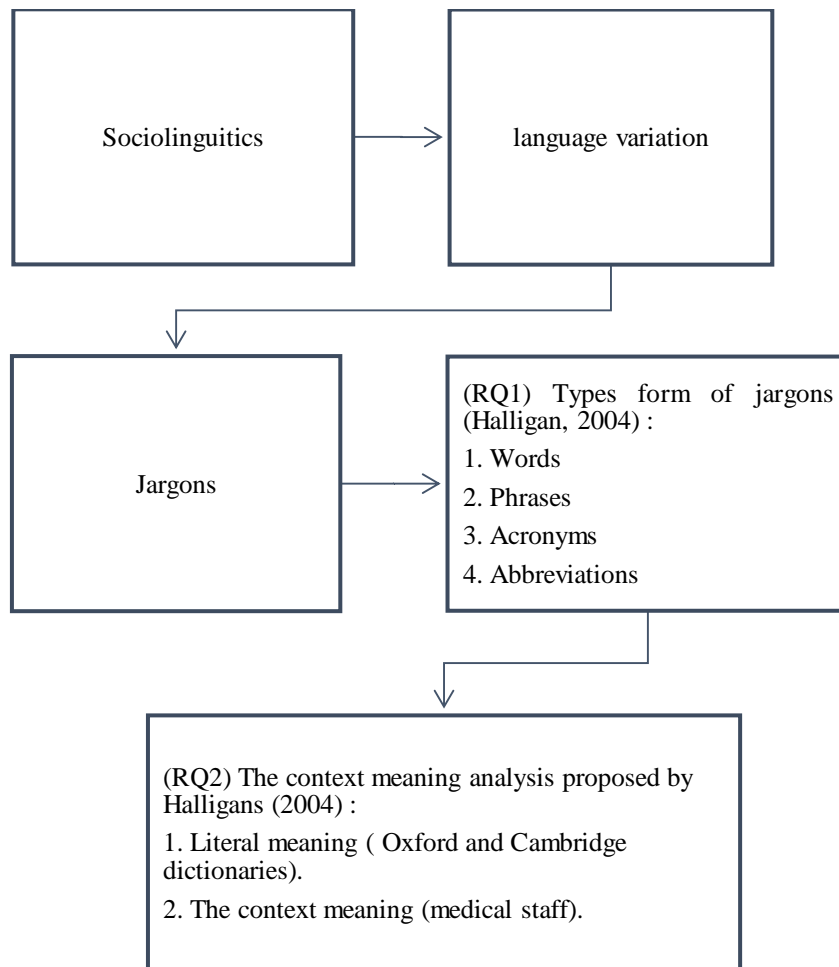 Sociolinguitics
language variation
Jargons
(RQ1) Types form of jargons
(Halligan, 2004) :
1. Words
2. Phrases
3. Acronyms
4. Abbreviations
(RQ2) The context meaning analysis proposed by
Halligans (2004) :
1. Literal meaning ( Oxford and Cambridge
dictionaries).
2. The context meaning (medical staff).